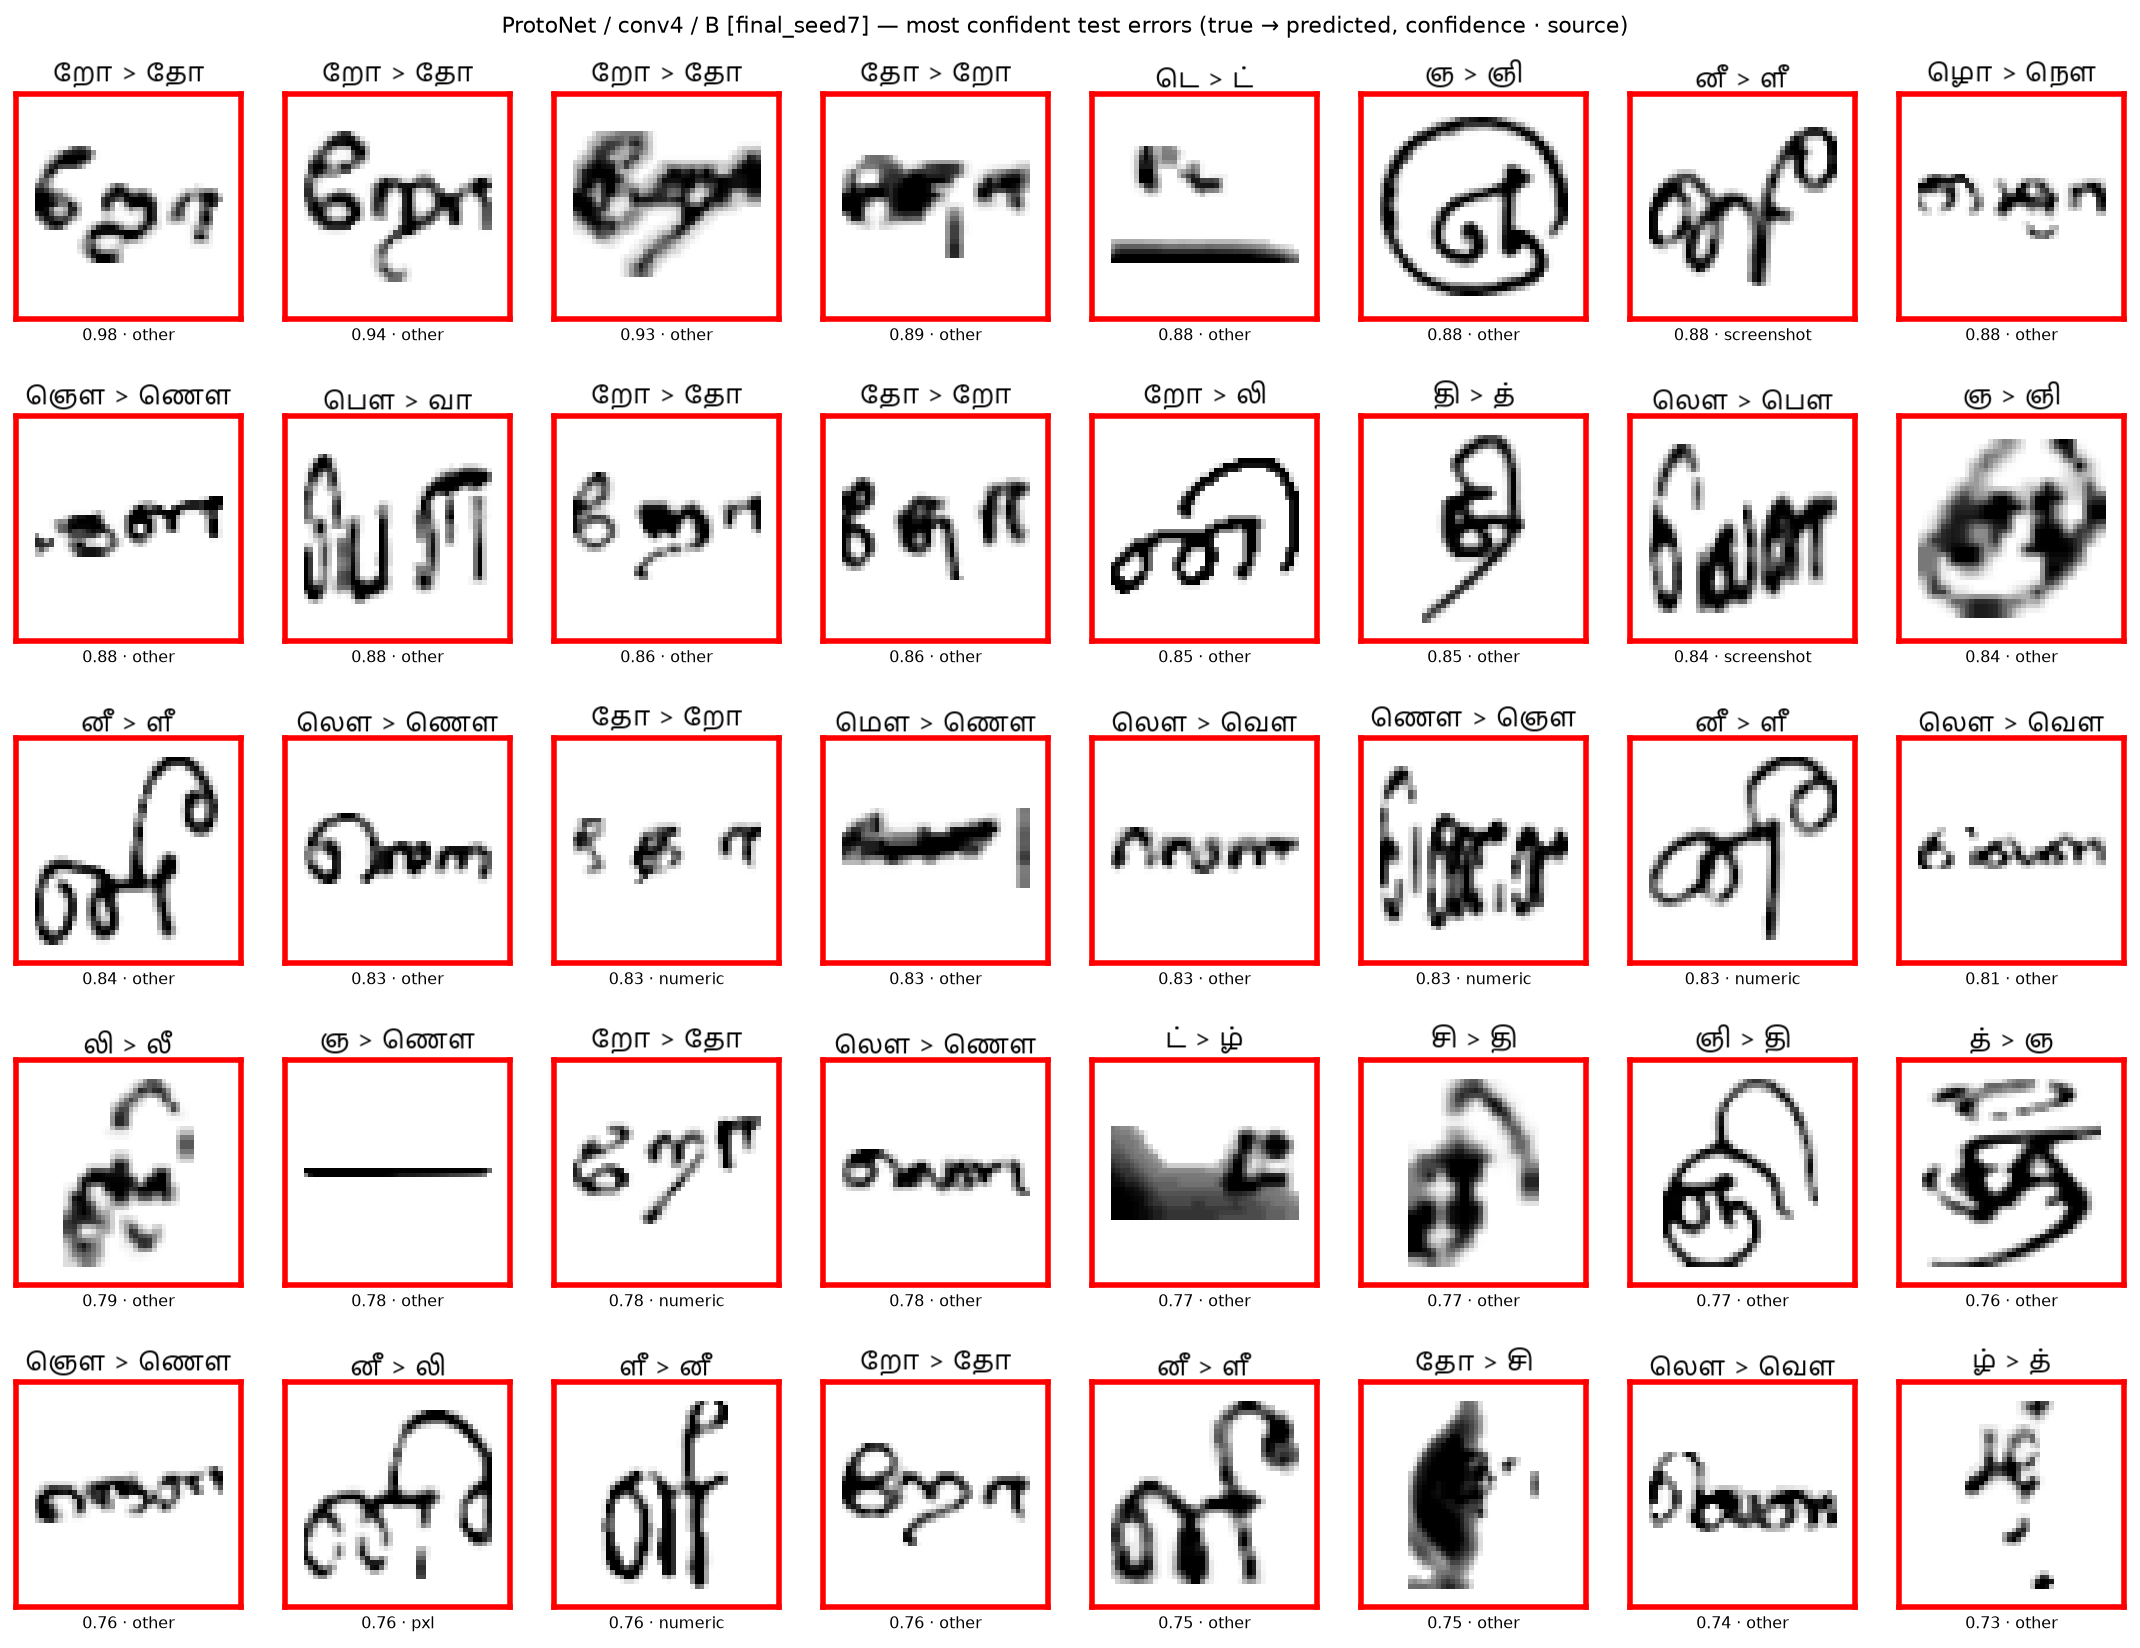 ProtoNet / conv4 / B [final_seed7] — most confident test errors (true → predicted, confidence · source)
றோ > தோ றோ > தோ றோ > தோ தோ > றோ டெ > ட் ஞ > ஞி னீ > ளீ ழொ > நௌ
0.98 · other 0.94 · other 0.93 · other 0.89 · other 0.88 · other 0.88 · other 0.88 · screenshot 0.88 · other
ஞௌ > ணௌ பௌ > வா றோ > தோ தோ > றோ றோ > லி தி > த் லௌ > பௌ ஞ > ஞி
0.88 · other 0.88 · other 0.86 · other 0.86 · other 0.85 · other 0.85 · other 0.84 · screenshot 0.84 · other
னீ > ளீ லௌ > ணௌ தோ > றோ மௌ > ணௌ லௌ > வௌ ணௌ > ஞௌ னீ > ளீ லௌ > வௌ
0.84 · other 0.83 · other 0.83 · numeric 0.83 · other 0.83 · other 0.83 · numeric 0.83 · numeric 0.81 · other
லி > லீ ஞ > ணௌ றோ > தோ லௌ > ணௌ ட் > ழ் சி > தி ஞி > தி த் > ஞ
0.79 · other 0.78 · other 0.78 · numeric 0.78 · other 0.77 · other 0.77 · other 0.77 · other 0.76 · other
ஞௌ > ணௌ னீ > லி ளீ > னீ றோ > தோ னீ > ளீ தோ > சி லௌ > வௌ ழ் > த்
0.76 · other 0.76 · pxl 0.76 · numeric 0.76 · other 0.75 · other 0.75 · other 0.74 · other 0.73 · other